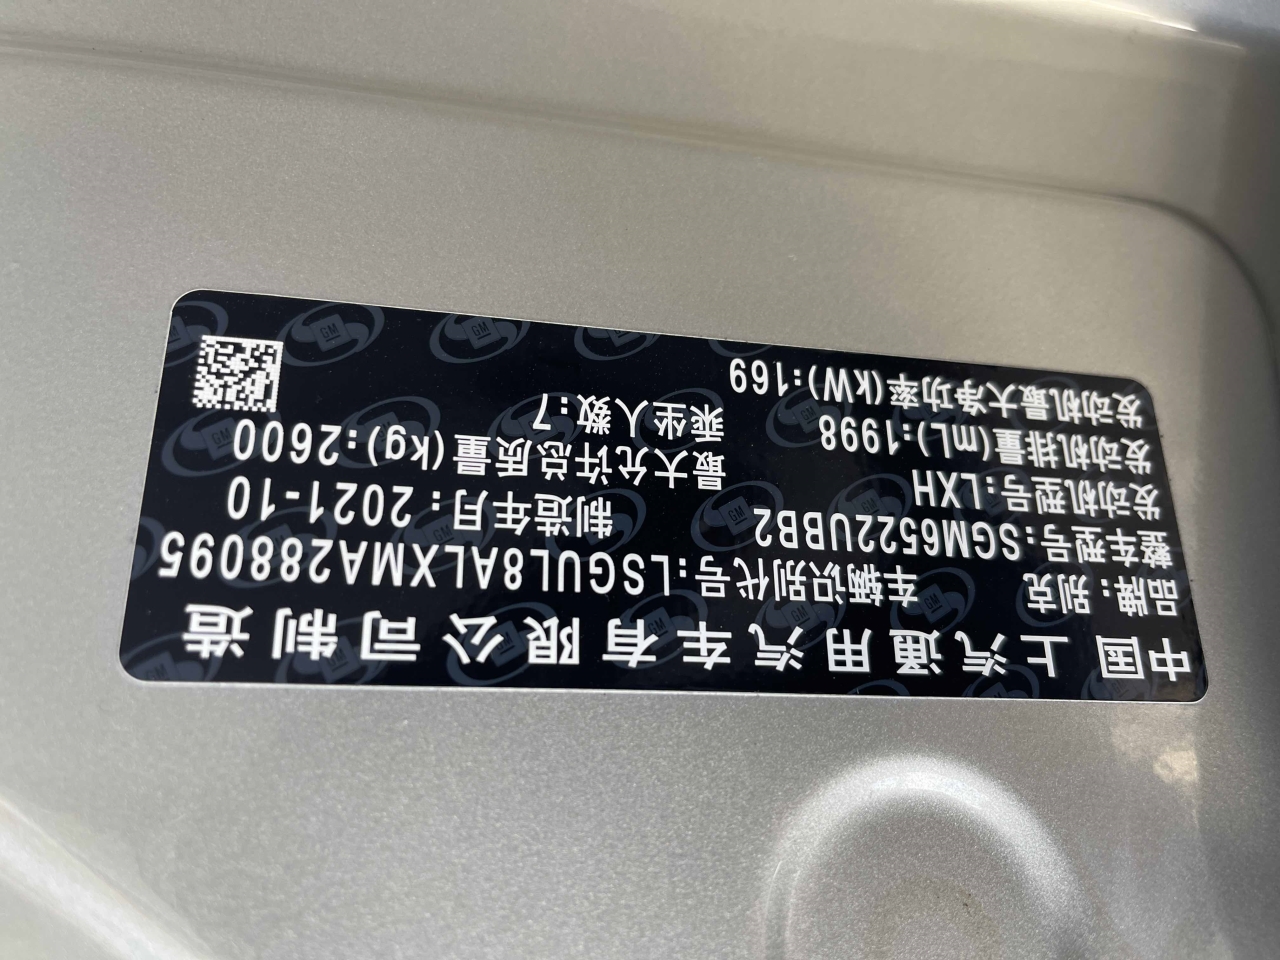 中国 上汽通用汽车有限公司制造
品牌：别克 车辆识别代号:LSGUL8ALXMA288095
整车型号:SGM6522UBB2 制造年月：2021-10
发动机型号:LXH 最大允许总质量(kg):2600
发动机排量(mL):1998 乘坐人数:7
发动机最大净功率(kW):169